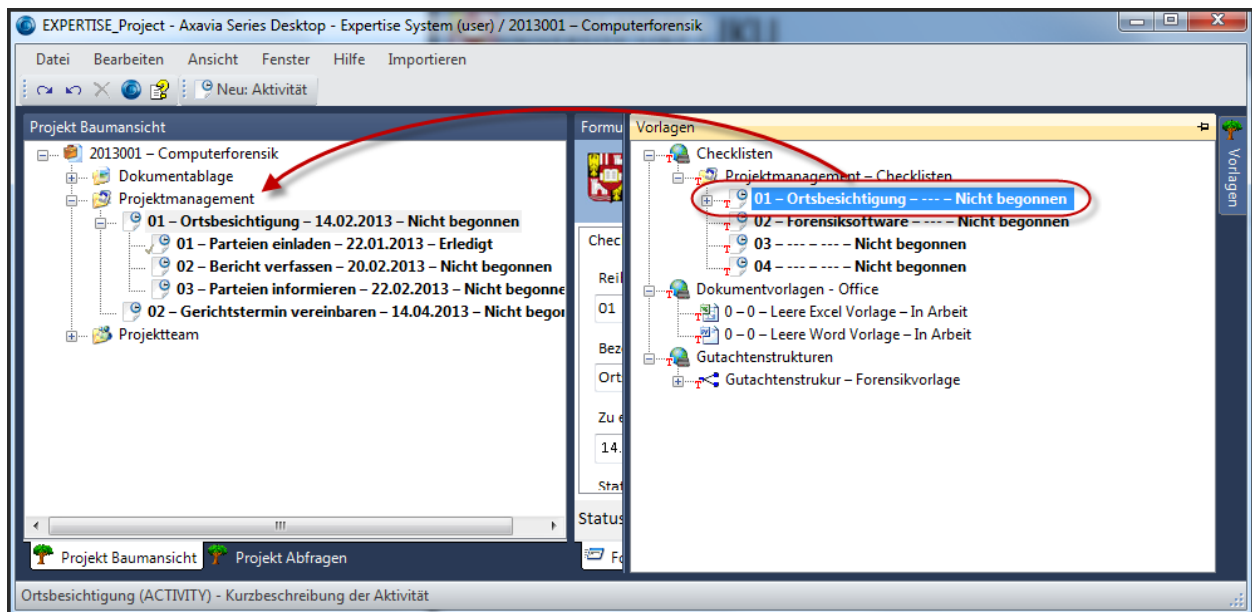 EXPERTISE_Project - Axavia Series Desktop - Expertise System (user) / 2013001 – Computerforensik
Datei Bearbeiten Ansicht Fenster Hilfe Importieren
Neu: Aktivität
Projekt Baumansicht
2013001 – Computerforensik
Dokumentablage
Projektmanagement
01 – Ortsbesichtigung – 14.02.2013 – Nicht begonnen
01 – Parteien einladen – 22.01.2013 – Erledigt
02 – Bericht verfassen – 20.02.2013 – Nicht begonnen
03 – Parteien informieren – 22.02.2013 – Nicht begonne
02 – Gerichtstermin vereinbaren – 14.04.2013 – Nicht begon
Projektteam
Projekt Baumansicht
Projekt Abfragen
Formu
Chec
Reih
01
Bez
Ort
Zu e
14.
Stat
Status
Fo
Vorlagen
Checklisten
Projektmanagement – Checklisten
01 – Ortsbesichtigung – --- – Nicht begonnen
02 – Forensiksoftware – --- – Nicht begonnen
03 – --- – --- – Nicht begonnen
04 – --- – --- – Nicht begonnen
Dokumentvorlagen - Office
0 – 0 – Leere Excel Vorlage – In Arbeit
0 – 0 – Leere Word Vorlage – In Arbeit
Gutachtenstrukturen
Gutachtenstrukur – Forensikvorlage
Vorlagen
Ortsbesichtigung (ACTIVITY) - Kurzbeschreibung der Aktivität